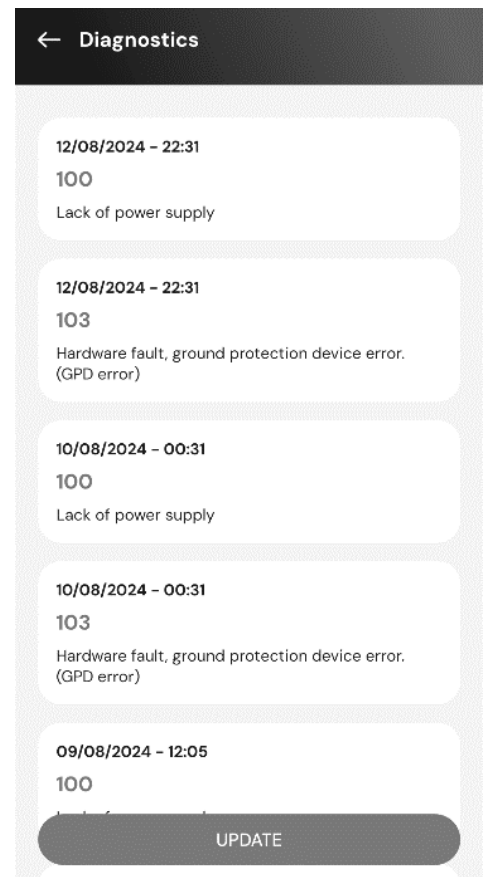 Diagnostics
12/08/2024 - 22:31
100
Lack of power supply
12/08/2024 - 22:31
103
Hardware fault, ground protection device error.
(GPD error)
10/08/2024 - 00:31
100
Lack of power supply
10/08/2024 - 00:31
103
Hardware fault, ground protection device error.
(GPD error)
09/08/2024 - 12:05
100
UPDATE